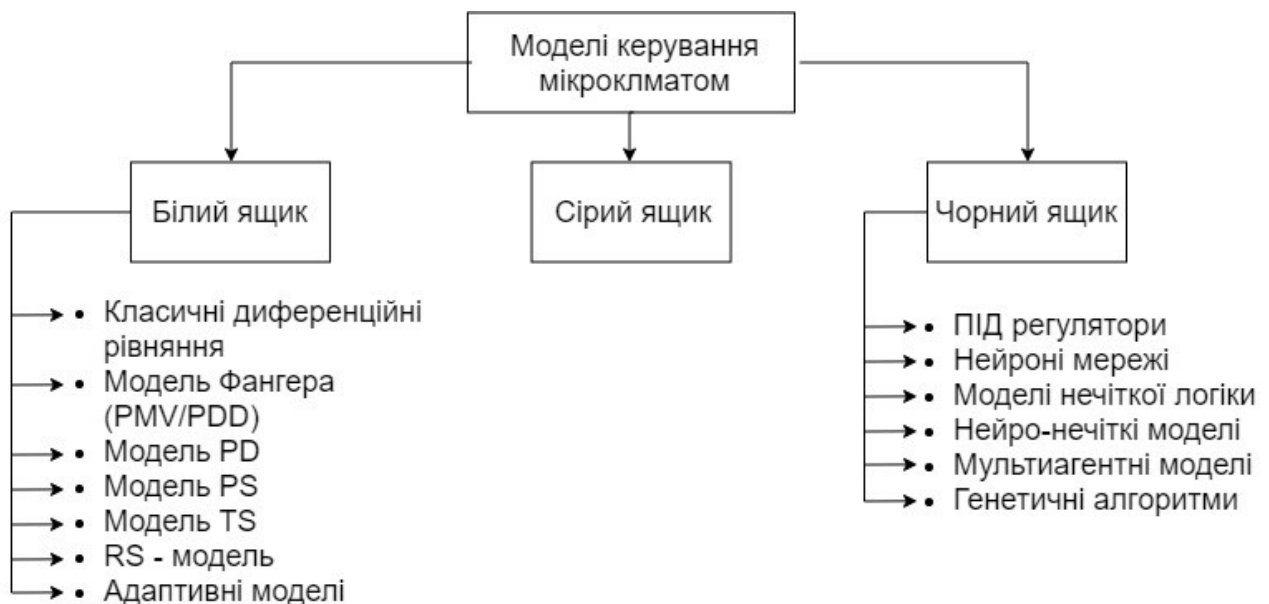 Моделі керування
мікроклматом
Білий ящик
Сірий ящик
Чорний ящик
• Класичні диференційні
рівняння
• Модель Фангера
(PMV/PDD)
• Модель PD
• Модель PS
• Модель TS
• RS - модель
• Адаптивні моделі
• ПІД регулятори
• Нейроні мережі
• Моделі нечіткої логіки
• Нейро-нечіткі моделі
• Мультиагентні моделі
• Генетичні алгоритми